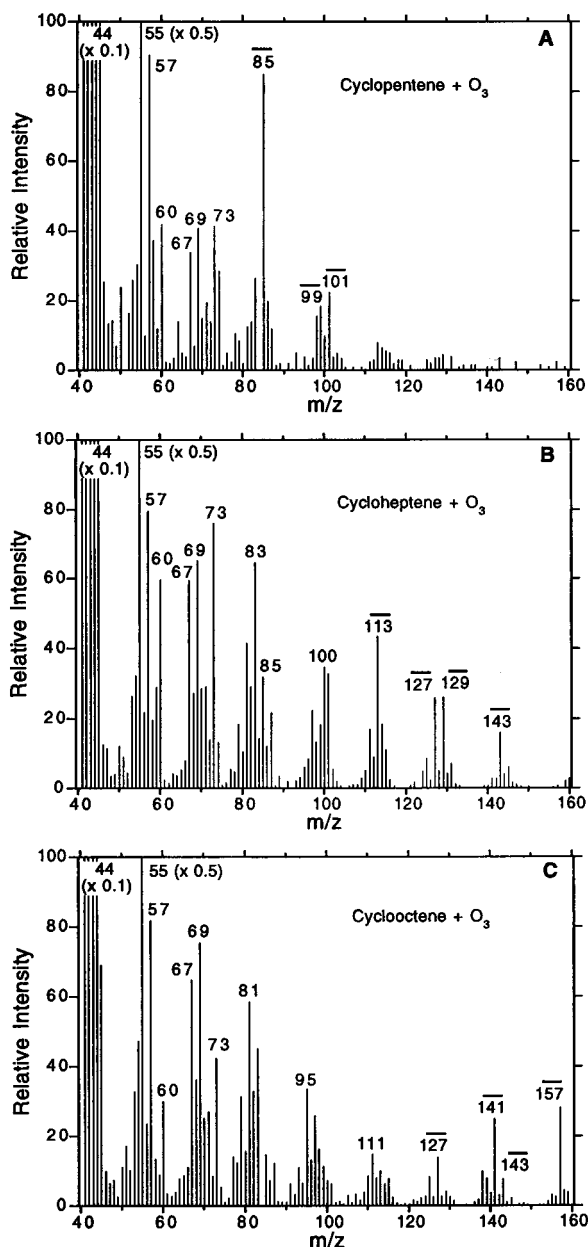 44
(x 0.1)
55 (x 0.5)
57
60
67
69
73
85
99
101
A
Cyclopentene + O3
Relative Intensity
100
80
60
40
20
0
40 60 80 100 120 140 160
m/z
44
(x 0.1)
55 (x 0.5)
57
60
67
69
73
83
85
100
113
127
129
143
B
Cycloheptene + O3
Relative Intensity
100
80
60
40
20
0
40 60 80 100 120 140 160
m/z
44
(x 0.1)
55 (x 0.5)
57
60
67
69
73
81
95
111
127
141
143
157
C
Cyclooctene + O3
Relative Intensity
100
80
60
40
20
0
40 60 80 100 120 140 160
m/z